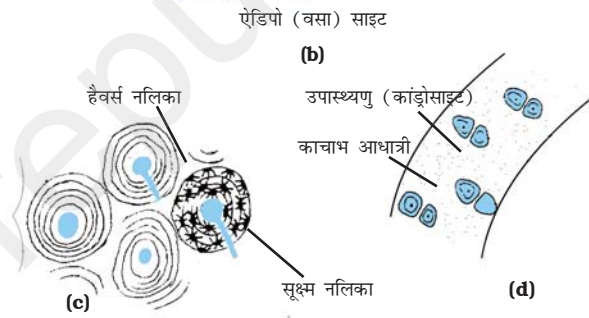 ऐडिपो (वसा) साइट
(b)
हैवर्स नलिका
उपास्थ्यणु (कांड्रोसाइट)
काचाभ आधात्री
सूक्ष्म नलिका
(c)
(d)